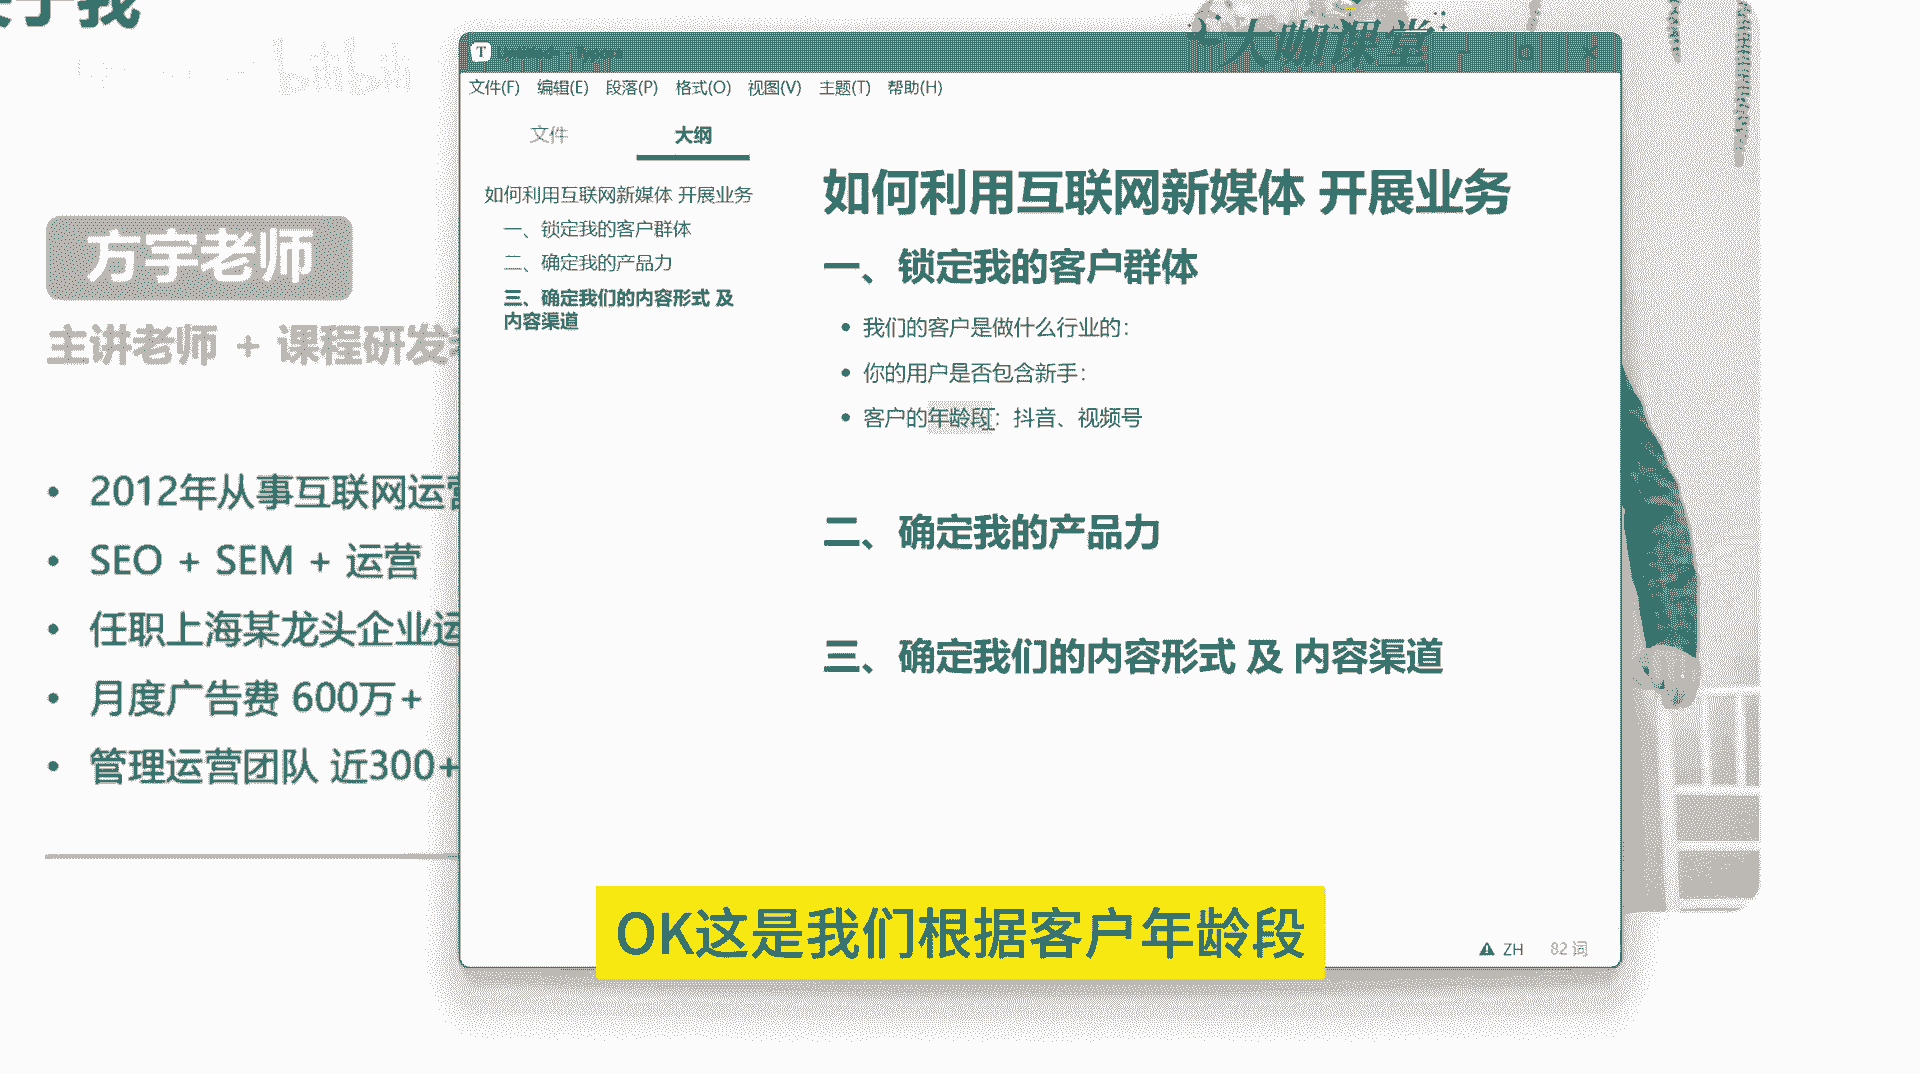 关于我
bilibili
方宇老师
主讲老师 + 课程研发
2012年从事互联网运营
SEO + SEM + 运营
任职上海某龙头企业运
月度广告费 600万+
管理运营团队 近300+
大咖课堂
文件(F) 编辑(E) 段落(P) 格式(O) 视图(V) 主题(T) 帮助(H)
文件 大纲
如何利用互联网新媒体 开展业务
一、锁定我的客户群体
二、确定我的产品力
三、确定我们的内容形式 及
内容渠道
如何利用互联网新媒体 开展业务
一、锁定我的客户群体
我们的客户是做什么行业的：
你的用户是否包含新手：
客户的年龄段：抖音、视频号
二、确定我的产品力
三、确定我们的内容形式 及 内容渠道
ZH 82 词
OK这是我们根据客户年龄段